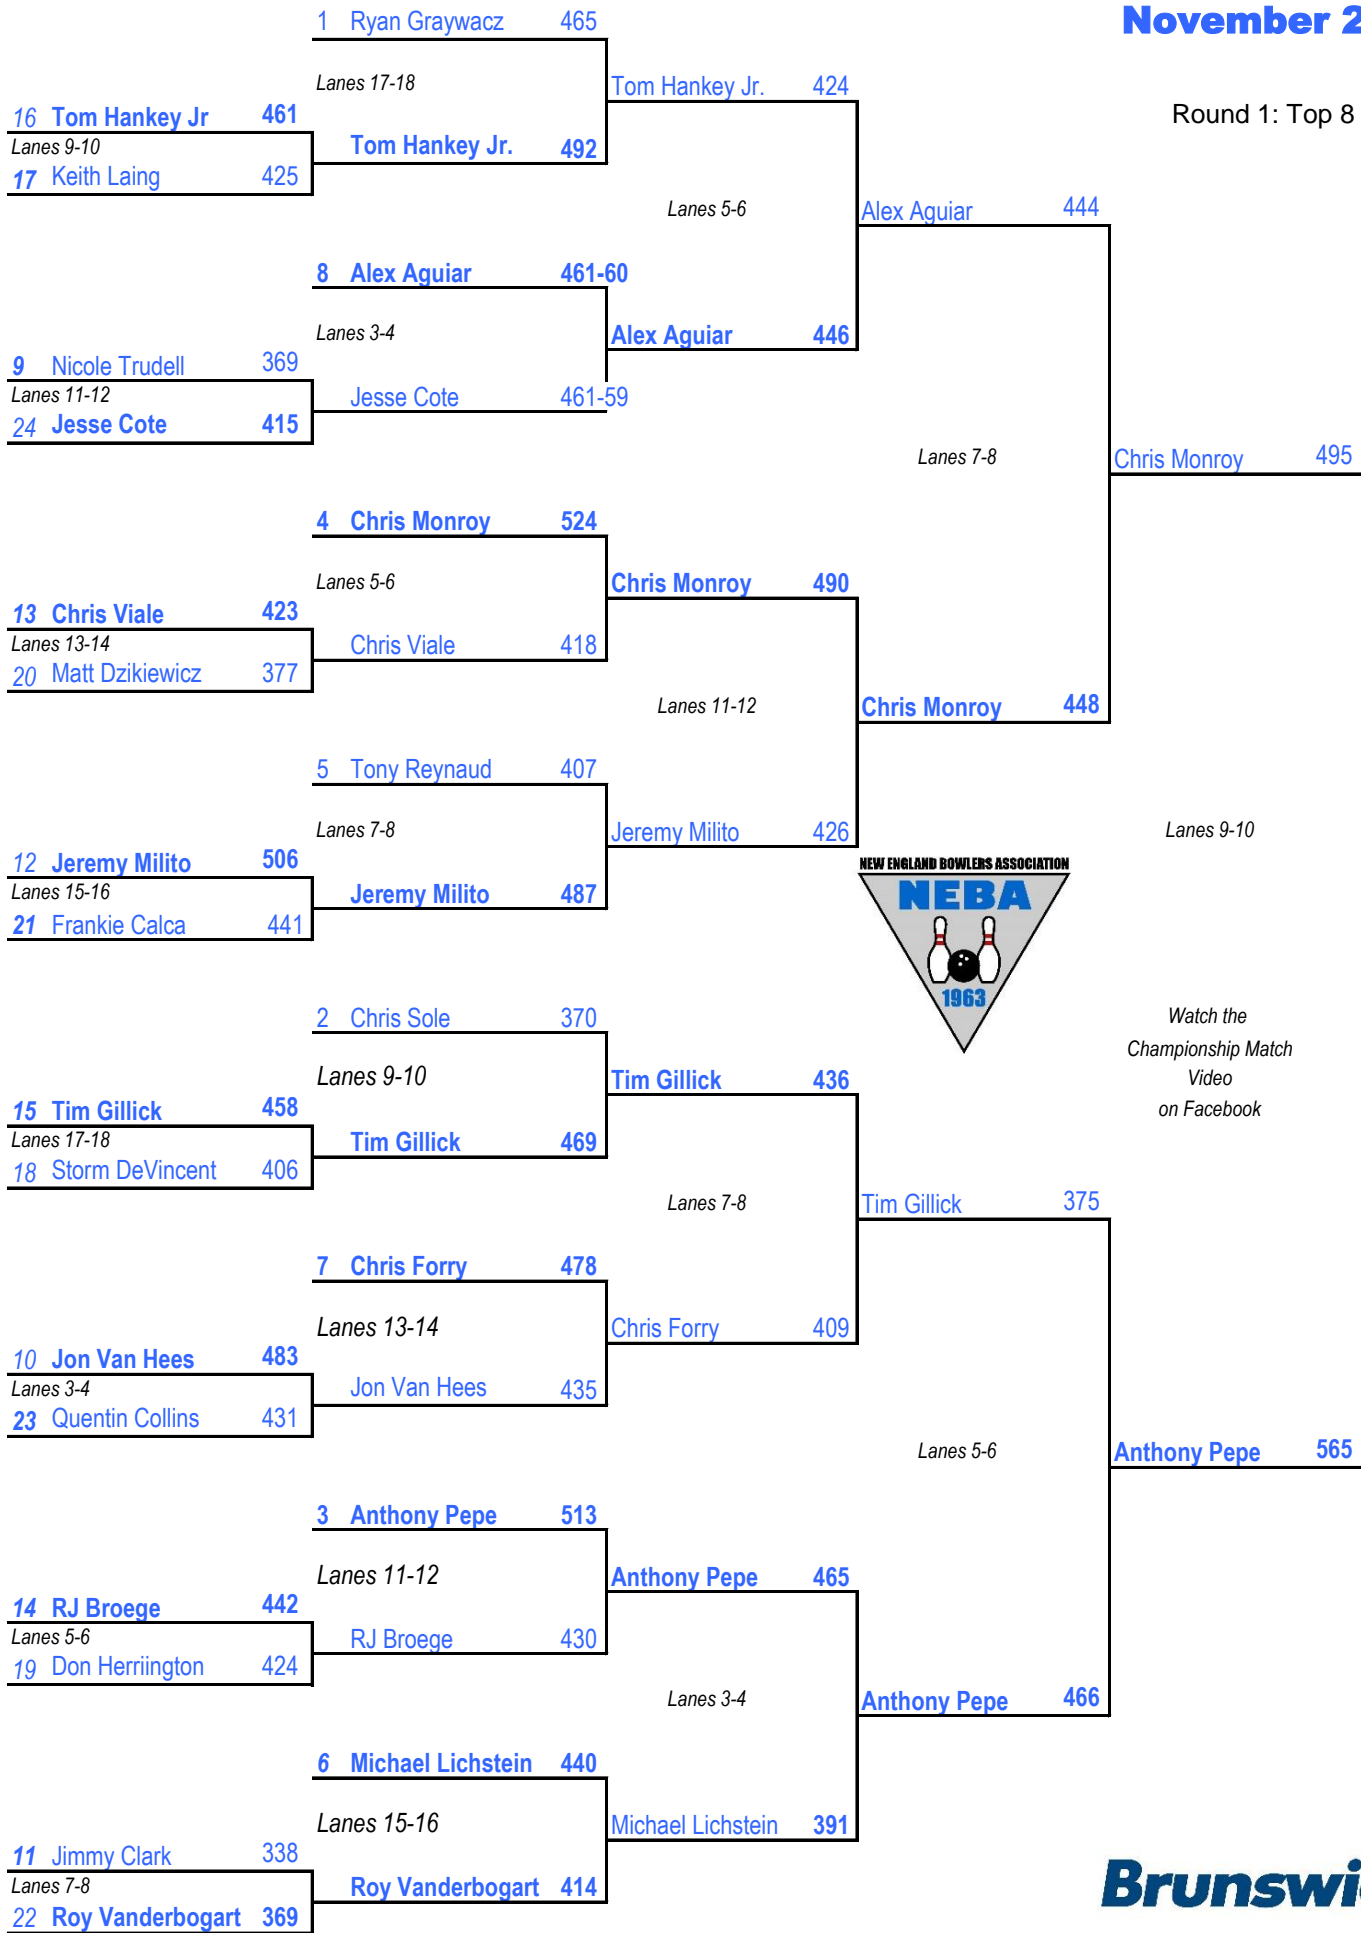 1 Ryan Graywacz 465
November 2
Lanes 17-18
Tom Hankey Jr. 424
16 Tom Hankey Jr 461
Round 1: Top 8
Lanes 9-10
Tom Hankey Jr. 492
17 Keith Laing 425
Lanes 5-6
Alex Aguiar 444
8 Alex Aguiar 461-60
Lanes 3-4
Alex Aguiar 446
9 Nicole Trudell 369
Lanes 11-12
Jesse Cote 461-59
24 Jesse Cote 415
Lanes 7-8
Chris Monroy 495
4 Chris Monroy 524
Lanes 5-6
Chris Monroy 490
13 Chris Viale 423
Lanes 13-14
Chris Viale 418
20 Matt Dzikiewicz 377
Lanes 11-12
Chris Monroy 448
5 Tony Reynaud 407
Lanes 7-8
Jeremy Milito 426
Lanes 9-10
12 Jeremy Milito 506
NEW ENGLAND BOWLERS ASSOCIATION
Lanes 15-16
Jeremy Milito 487
NEBA
21 Frankie Calca 441
1963
2 Chris Sole 370
Watch the
Championship Match
Video
on Facebook
Lanes 9-10
Tim Gillick 436
15 Tim Gillick 458
Lanes 17-18
Tim Gillick 469
18 Storm DeVincent 406
Lanes 7-8
Tim Gillick 375
7 Chris Forry 478
Lanes 13-14
Chris Forry 409
10 Jon Van Hees 483
Lanes 3-4
Jon Van Hees 435
23 Quentin Collins 431
Lanes 5-6
Anthony Pepe 565
3 Anthony Pepe 513
Lanes 11-12
Anthony Pepe 465
14 RJ Broege 442
Lanes 5-6
RJ Broege 430
19 Don Herriington 424
Lanes 3-4
Anthony Pepe 466
6 Michael Lichstein 440
Lanes 15-16
Michael Lichstein 391
11 Jimmy Clark 338
Lanes 7-8
Roy Vanderbogart 414
Brunswi
22 Roy Vanderbogart 369